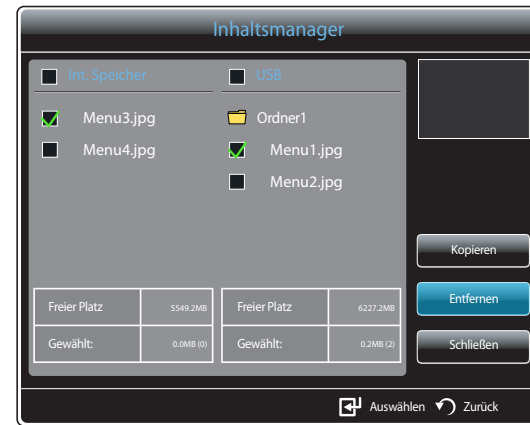 Inhaltsmanager
Int. Speicher
USB
Menu3.jpg
Menu4.jpg
Ordner1
Menu1.jpg
Menu2.jpg
Freier Platz 5549.2MB
Gewählt: 0.0MB (0)
Freier Platz 6227.2MB
Gewählt: 0.2MB (2)
Kopieren
Entfernen
Schließen
Auswählen Zurück